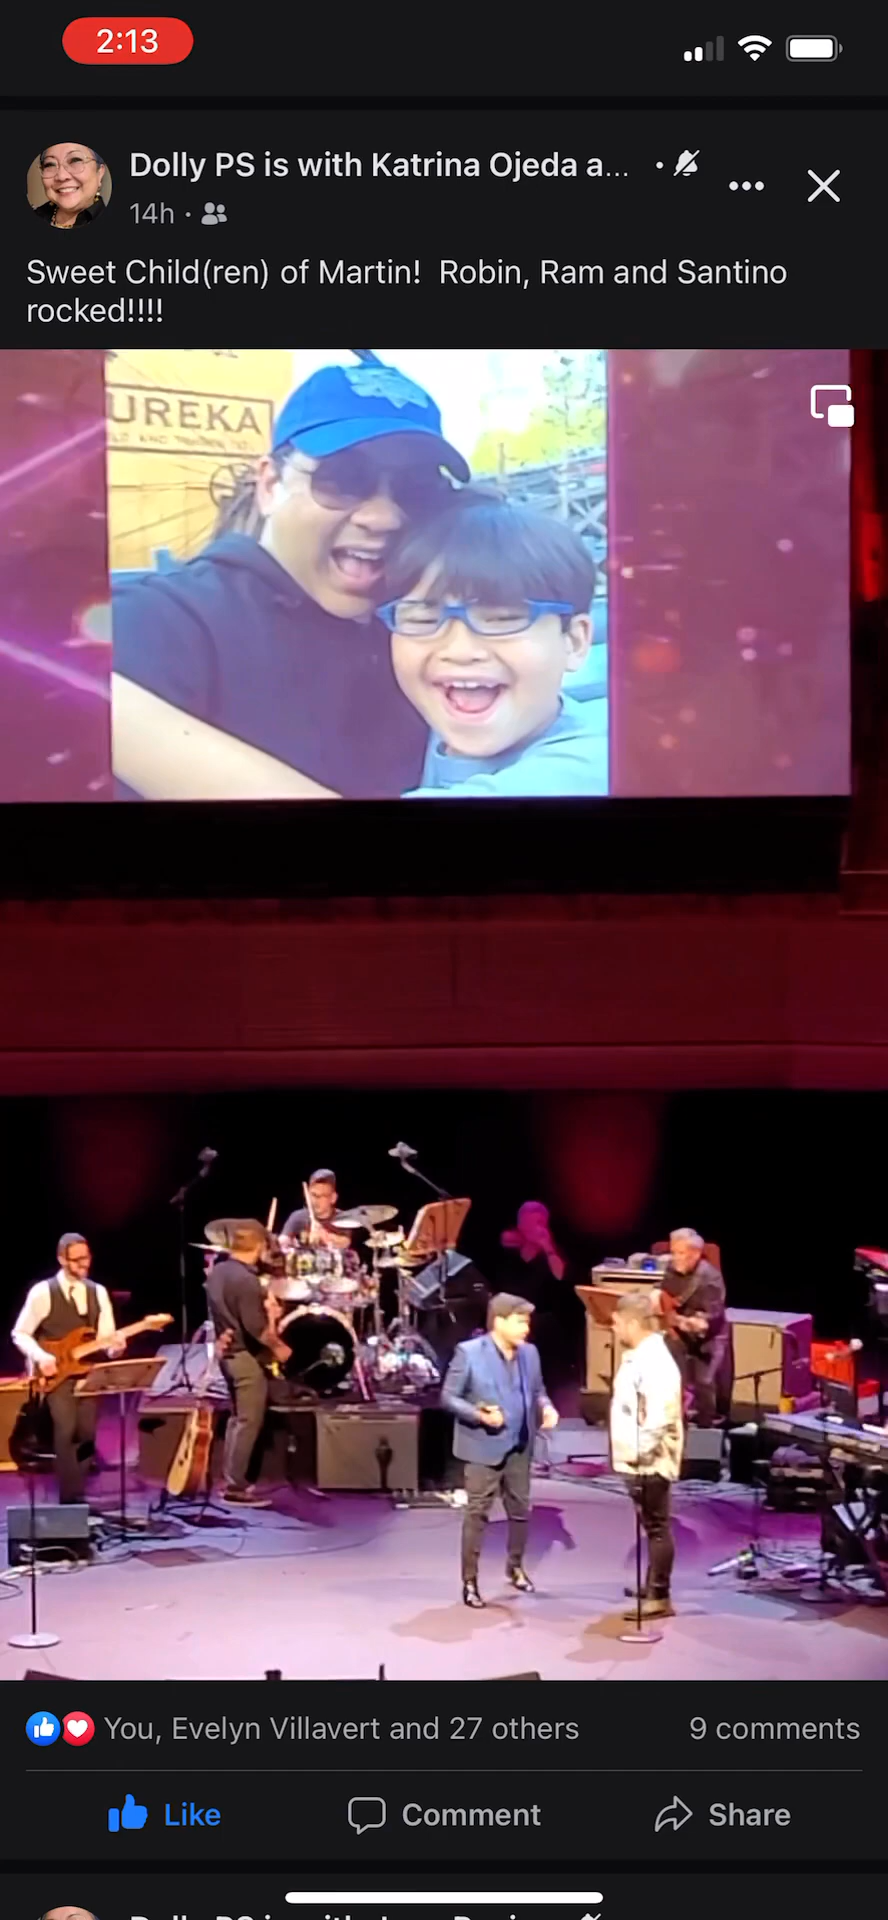 2:13
Dolly PS is with Katrina Ojeda a... ·
14h ·
Sweet Child(ren) of Martin! Robin, Ram and Santino
rocked!!!!
UREKA
You, Evelyn Villavert and 27 others
9 comments
Like
Comment
Share